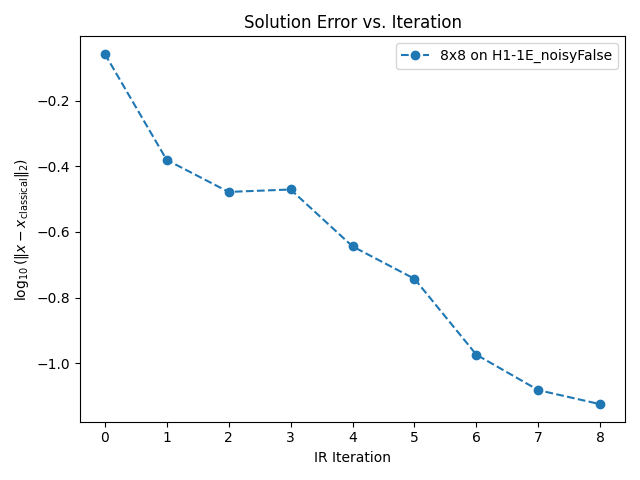 Solution Error vs. Iteration
8x8 on H1-1E_noisyFalse
−0.2
−0.4
−0.6
−0.8
−1.0
log₁₀(‖x − x_classical‖₂)
0 1 2 3 4 5 6 7 8
IR Iteration